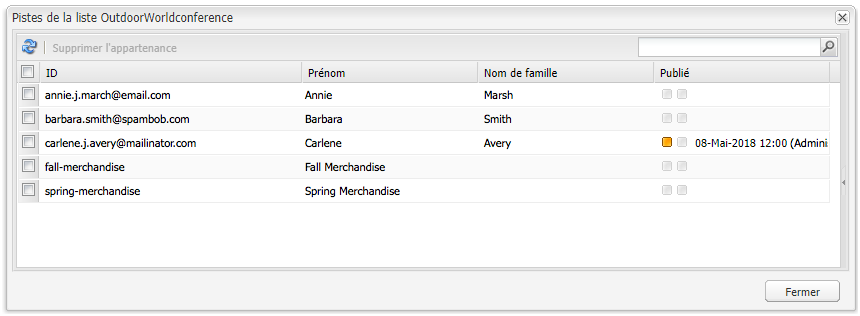 Pistes de la liste OutdoorWorldconference
Supprimer l'appartenance
ID Prénom Nom de famille Publié
annie.j.march@email.com Annie Marsh
barbara.smith@spambob.com Barbara Smith
carlene.j.avery@mailinator.com Carlene Avery 08-Mai-2018 12:00 (Admini
fall-merchandise Fall Merchandise
spring-merchandise Spring Merchandise
Fermer